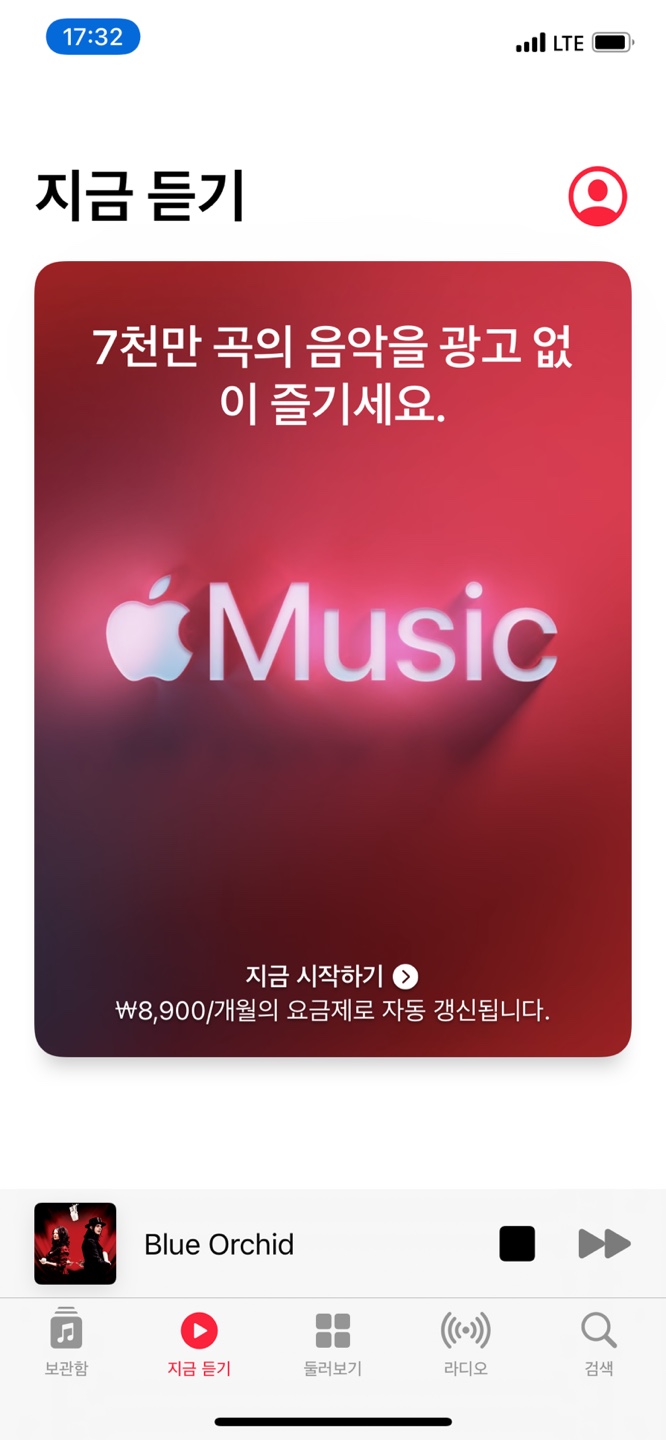 17:32
LTE
지금 듣기
7천만 곡의 음악을 광고 없
이 즐기세요.
Music
지금 시작하기
₩8,900/개월의 요금제로 자동 갱신됩니다.
Blue Orchid
보관함 지금 듣기 둘러보기 라디오 검색